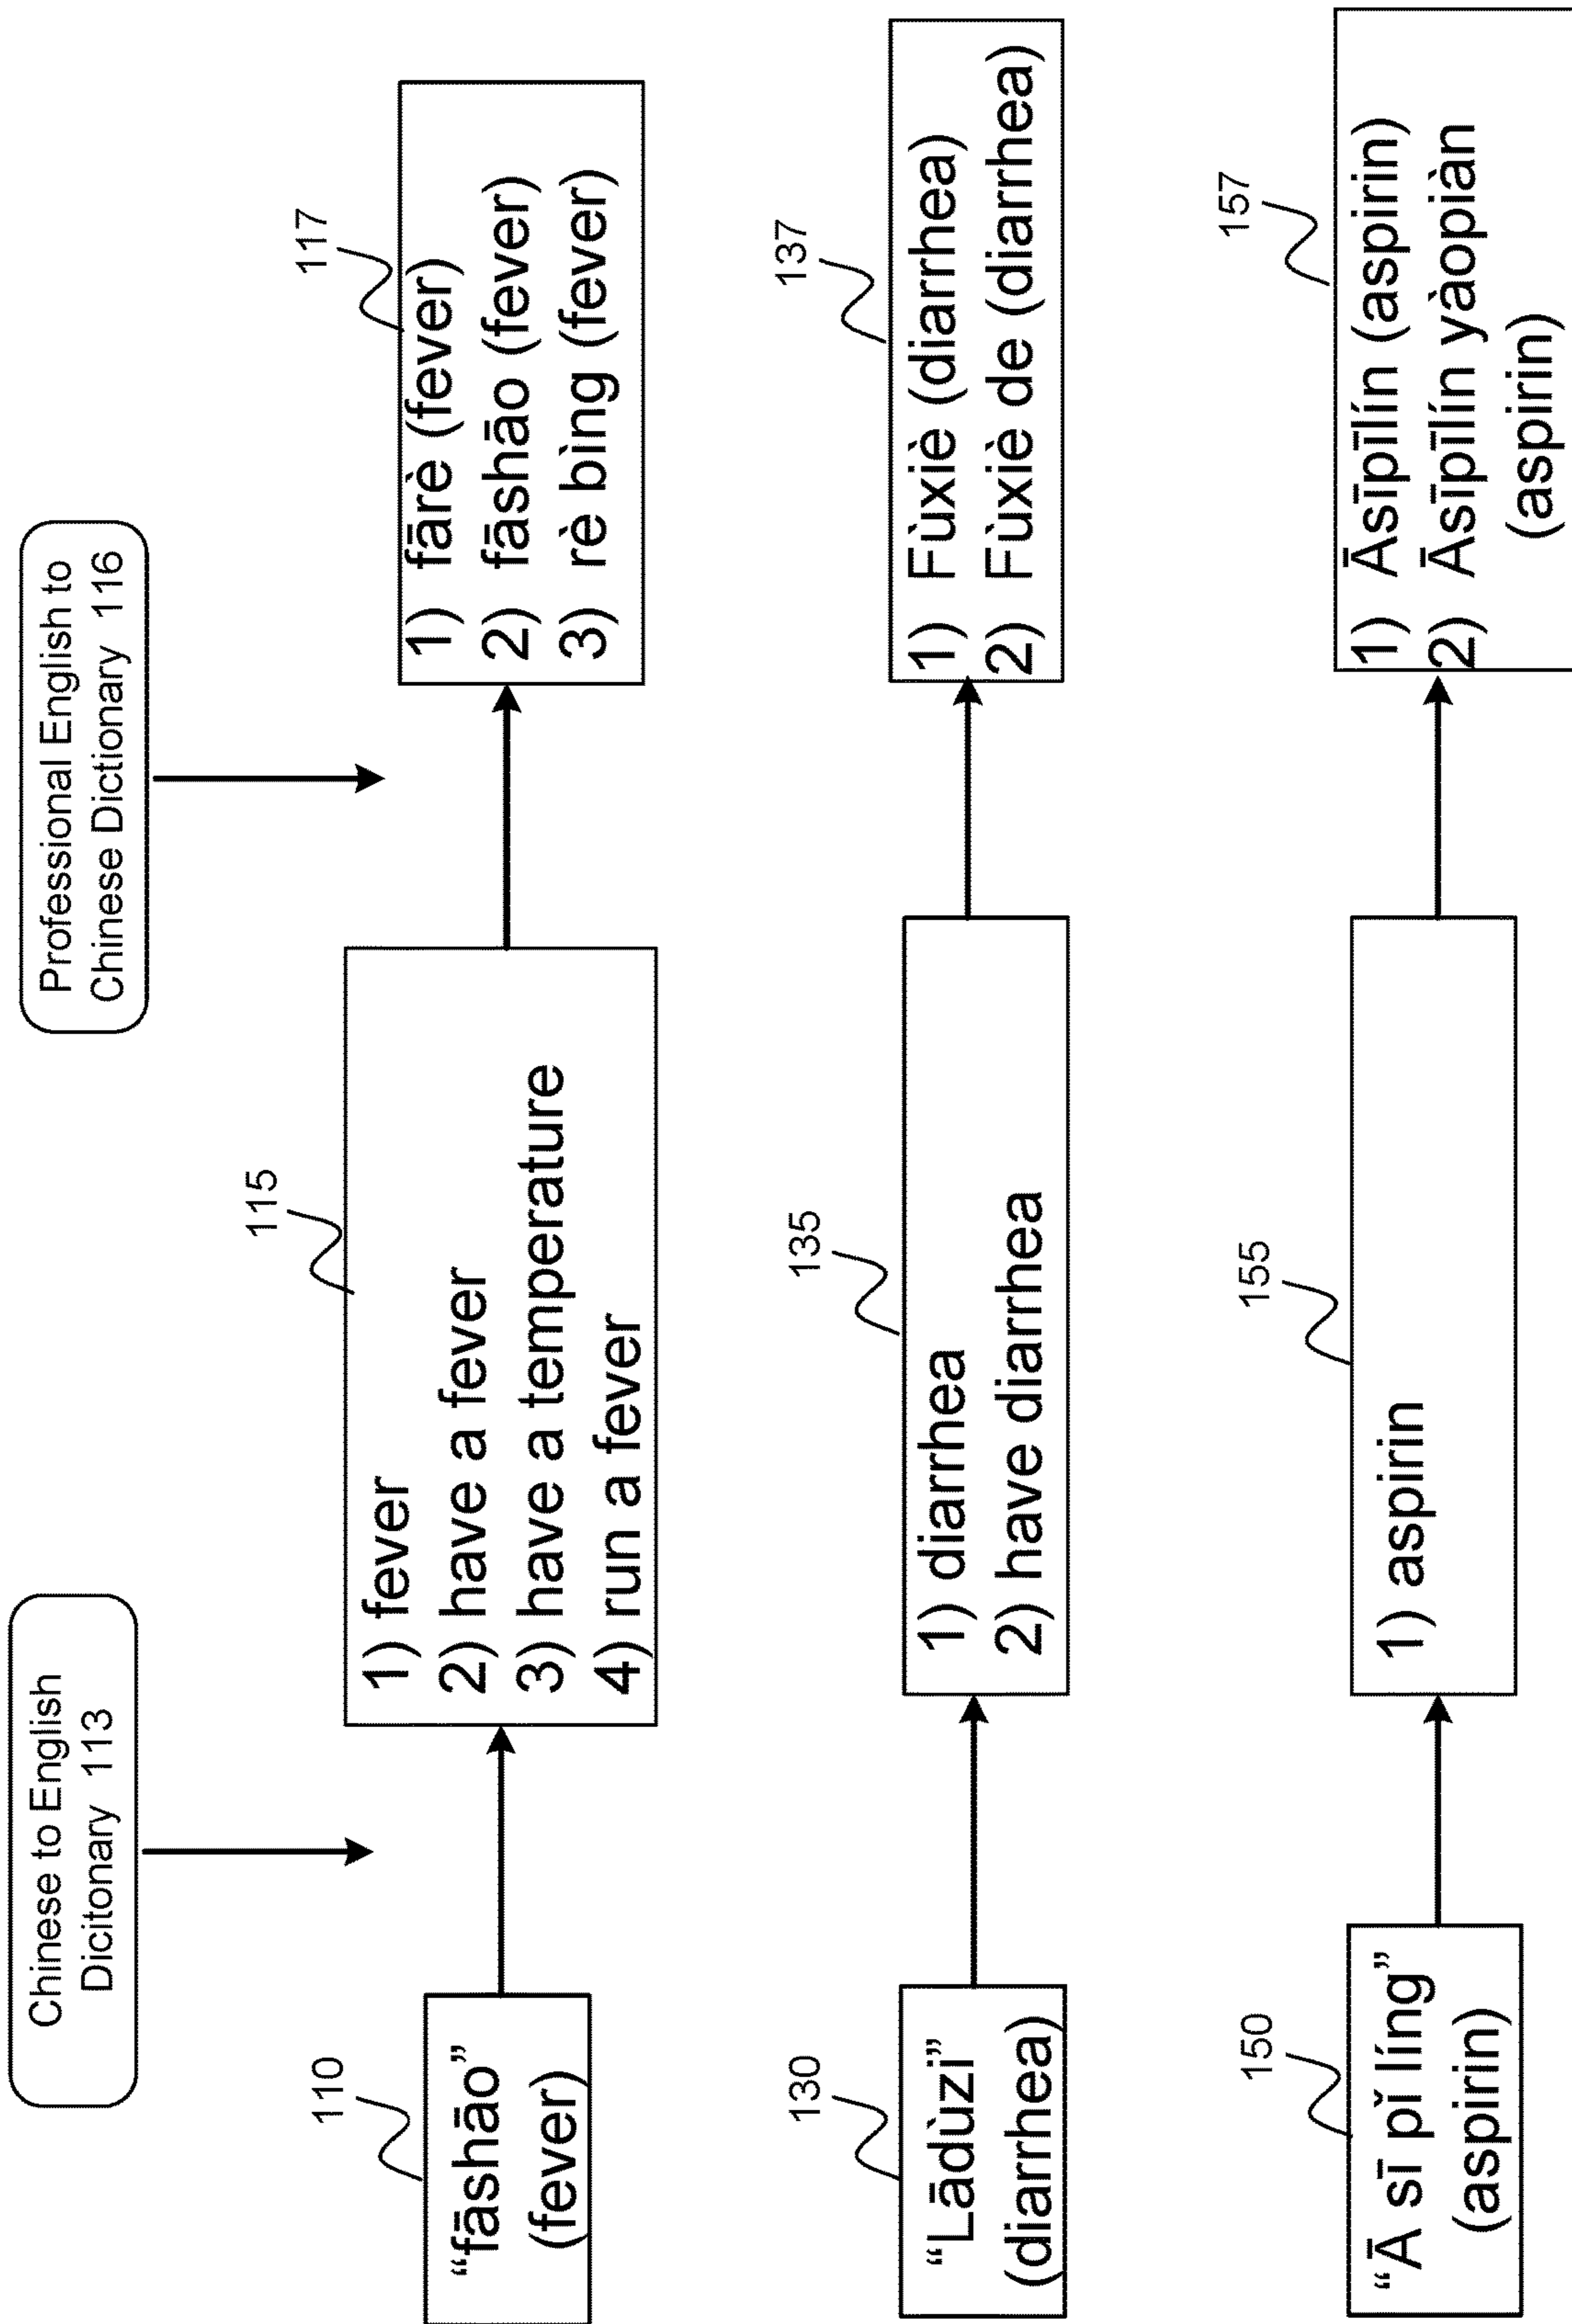 Chinese to English
Dicitonary 113
Professional English to
Chinese Dictionary 116
110
“fāshāo”
(fever)
115
1) fever
2) have a fever
3) have a temperature
4) run a fever
117
1) fārè (fever)
2) fāshāo (fever)
3) rè bìng (fever)
130
“Lādùzi”
(diarrhea)
135
1) diarrhea
2) have diarrhea
137
1) Fùxiè (diarrhea)
2) Fùxiè de (diarrhea)
150
“Ā sī pǐ líng”
(aspirin)
155
1) aspirin
157
1) Āsīpīlín (aspirin)
2) Āsīpīlín yàopiàn
(aspirin)